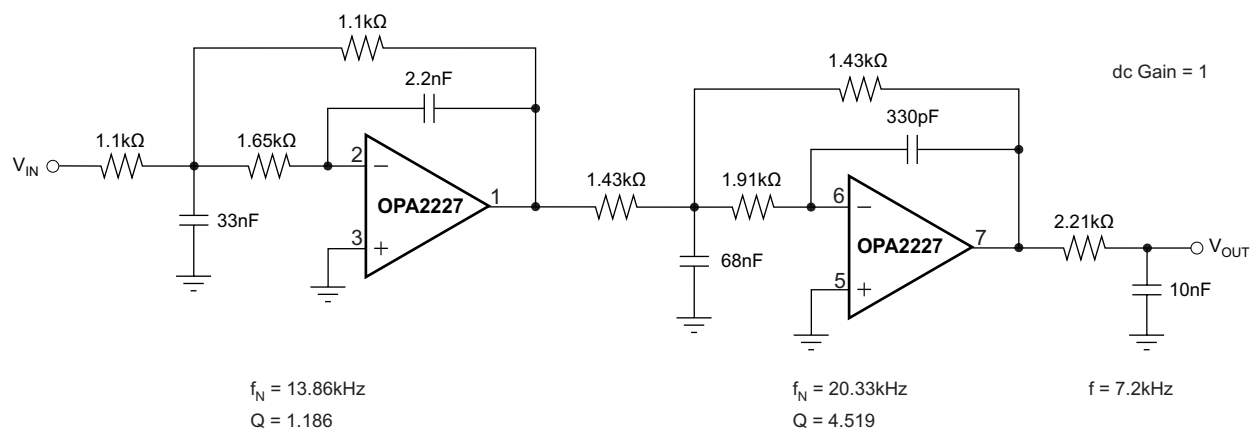 1.1kΩ
2.2nF
1.1kΩ
1.65kΩ
V_IN
2
OPA2227
1
3
33nF
1.43kΩ
330pF
1.43kΩ
1.91kΩ
6
OPA2227
7
5
68nF
2.21kΩ
V_OUT
10nF
dc Gain = 1
f_N = 13.86kHz
Q = 1.186
f_N = 20.33kHz
Q = 4.519
f = 7.2kHz